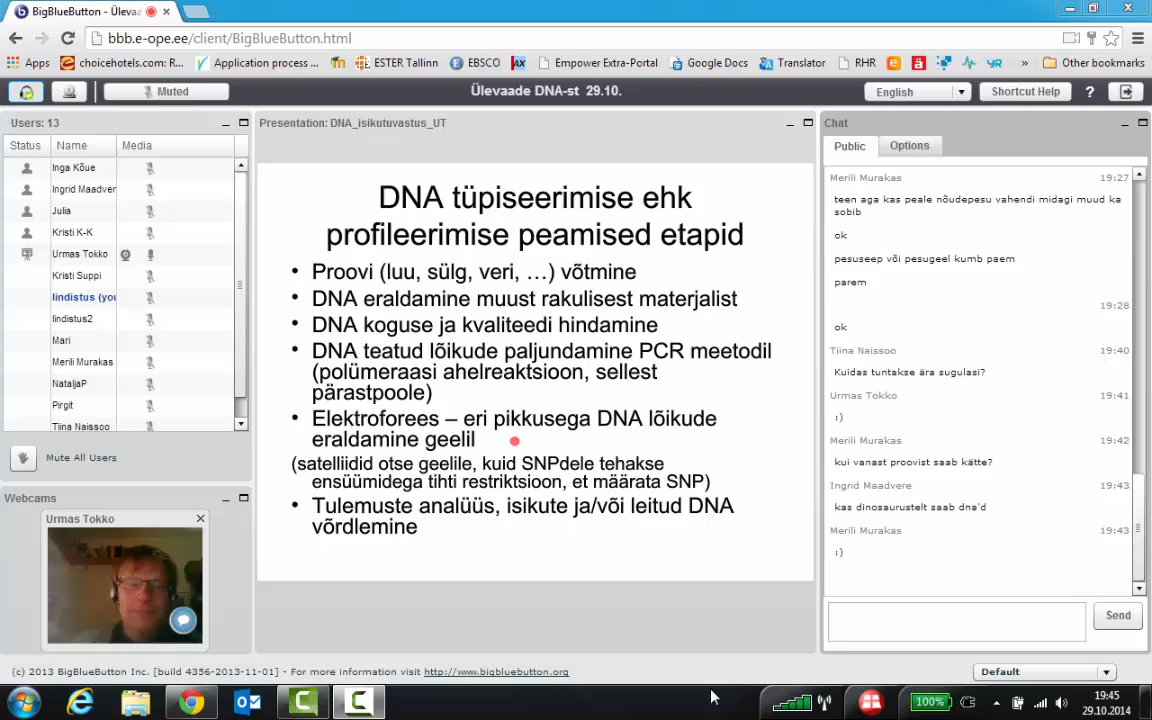 BigBlueButton - Ülevaa
bbb.e-ope.ee/client/BigBlueButton.html
Apps
choicehotels.com: R...
Application process ...
ESTER Tallinn
EBSCO
AX
Empower Extra-Portal
Google Docs
Translator
RHR
»
Other bookmarks
Muted
Ülevaade DNA-st 29.10.
English
Shortcut Help
?
Users: 13
Status Name Media
Inga Kõue
Ingrid Maadver
Julia
Kristi K-K
Urmas Tokko
Kristi Suppi
lindistus (you
lindistus2
Mari
Merili Murakas
NataljaP
Pirgit
Tiina Naissoo
Mute All Users
Webcams
Urmas Tokko
Presentation: DNA_isikutuvastus_UT
DNA tüpiseerimise ehk
profileerimise peamised etapid
• Proovi (luu, sülg, veri, …) võtmine
• DNA eraldamine muust rakulisest materjalist
• DNA koguse ja kvaliteedi hindamine
• DNA teatud lõikude paljundamine PCR meetodil
(polümeraasi ahelreaktsioon, sellest
pärastpoole)
• Elektroforees – eri pikkusega DNA lõikude
eraldamine geelil
(satelliidid otse geelile, kuid SNPdele tehakse
ensüümidega tihti restriktsioon, et määrata SNP)
• Tulemuste analüüs, isikute ja/või leitud DNA
võrdlemine
Chat
Public Options
Merili Murakas 19:27
teen aga kas peale nõudepesu vahendi midagi muud ka
sobib
ok
pesuseep või pesugeel kumb paem
parem
19:28
ok
Tiina Naissoo 19:40
Kuidas tuntakse ära sugulasi?
Urmas Tokko 19:41
:)
Merili Murakas 19:42
kui vanast proovist saab kätte?
Ingrid Maadvere 19:43
kas dinosaurustelt saab dna'd
Merili Murakas 19:43
:)
Send
(c) 2013 BigBlueButton Inc. [build 4356-2013-11-01] - For more information visit http://www.bigbluebutton.org
Default
100%
19:45
29.10.2014